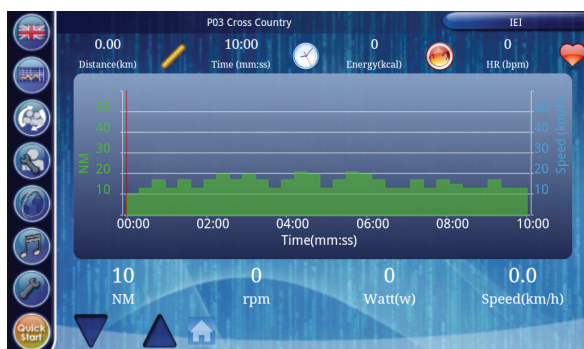 P03 Cross Country
IEI
0.00
Distance(km)
10:00
Time (mm:ss)
0
Energy(kcal)
0
HR (bpm)
NM
50
40
30
20
10
Speed (km/h)
50
40
30
20
10
00:00 02:00 04:00 06:00 08:00 10:00
Time(mm:ss)
10
NM
0
rpm
0
Watt(w)
0.0
Speed(km/h)
Quick
Start